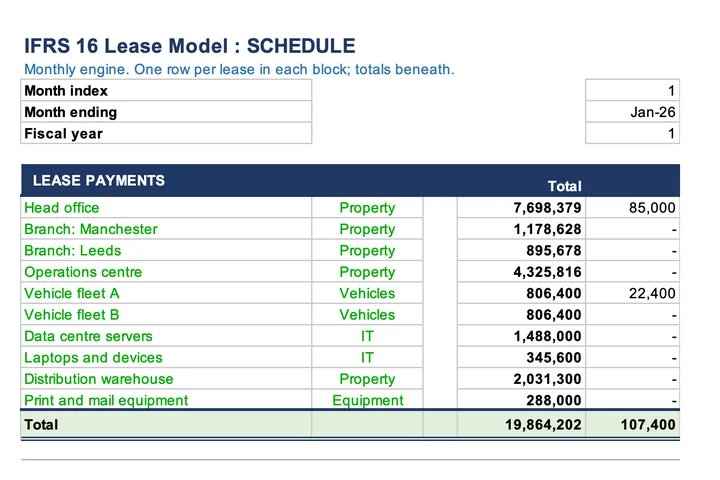 IFRS 16 Lease Model : SCHEDULE
Monthly engine. One row per lease in each block; totals beneath.
Month index 1
Month ending Jan-26
Fiscal year 1
LEASE PAYMENTS Total
Head office Property 7,698,379 85,000
Branch: Manchester Property 1,178,628 -
Branch: Leeds Property 895,678 -
Operations centre Property 4,325,816 -
Vehicle fleet A Vehicles 806,400 22,400
Vehicle fleet B Vehicles 806,400 -
Data centre servers IT 1,488,000 -
Laptops and devices IT 345,600 -
Distribution warehouse Property 2,031,300 -
Print and mail equipment Equipment 288,000 -
Total 19,864,202 107,400